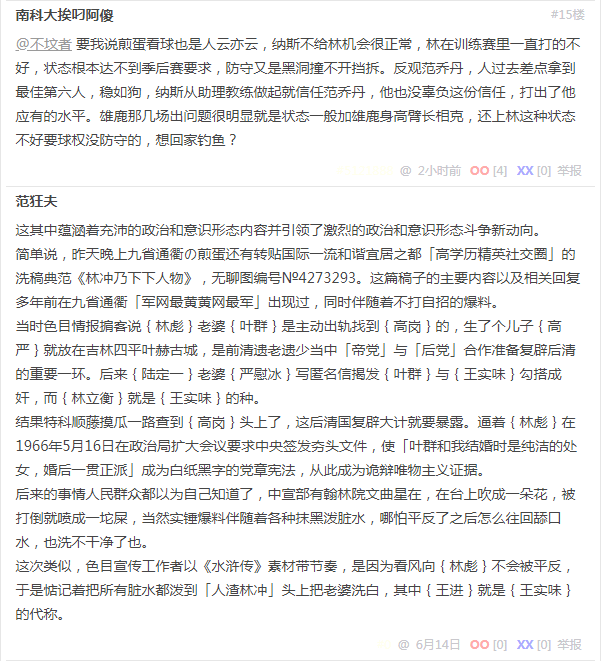 南科大挨叼阿傻
#15楼
@不坟者 要我说煎蛋看球也是人云亦云，纳斯不给林机会很正常，林在训练赛里一直打的不
好，状态根本达不到季后赛要求，防守又是黑洞撞不开挡拆。反观范乔丹，人过去差点拿到
最佳第六人，稳如狗，纳斯从助理教练做起就信任范乔丹，他也没辜负这份信任，打出了他
应有的水平。雄鹿那几场出问题很明显就是状态一般加雄鹿身高臂长相克，还上林这种状态
不好要球权没防守的，想回家钓鱼？
@ 2小时前 OO [4] XX [0] 举报
范狂夫
这其中蕴涵着充沛的政治和意识形态内容并引领了激烈的政治和意识形态斗争新动向。
简单说，昨天晚上九省通衢の煎蛋还有转贴国际一流和谐宜居之都「高学历精英社交圈」的
洗稿典范《林冲乃下下人物》，无聊图编号№4273293。这篇稿子的主要内容以及相关回复
多年前在九省通衢「军网最黄黄网最军」出现过，同时伴随着不打自招的爆料。
当时色目情报掮客说｛林彪｝老婆｛叶群｝是主动出轨找到｛高岗｝的，生了个儿子｛高
严｝就放在吉林四平叶赫古城，是前清遗老遗少当中「帝党」与「后党」合作准备复辟后清
的重要一环。后来｛陆定一｝老婆｛严慰冰｝写匿名信揭发｛叶群｝与｛王实味｝勾搭成
奸，而｛林立衡｝就是｛王实味｝的种。
结果特科顺藤摸瓜一路查到｛高岗｝头上了，这后清国复辟大计就要暴露。逼着｛林彪｝在
1966年5月16日在政治局扩大会议要求中央签发夯头文件，使「叶群和我结婚时是纯洁的处
女，婚后一贯正派」成为白纸黑字的党章宪法，从此成为诡辩唯物主义证据。
后来的事情人民群众都以为自己知道了，中宣部有翰林院文曲星在，在台上吹成一朵花，被
打倒就喷成一坨屎，当然实锤爆料伴随着各种抹黑泼脏水，哪怕平反了之后怎么往回舔口
水，也洗不干净了也。
这次类似，色目宣传工作者以《水浒传》素材带节奏，是因为看风向｛林彪｝不会被平反，
于是惦记着把所有脏水都泼到「人渣林冲」头上把老婆洗白，其中｛王进｝就是｛王实味｝
的代称。
@ 6月14日 OO [0] XX [0] 举报